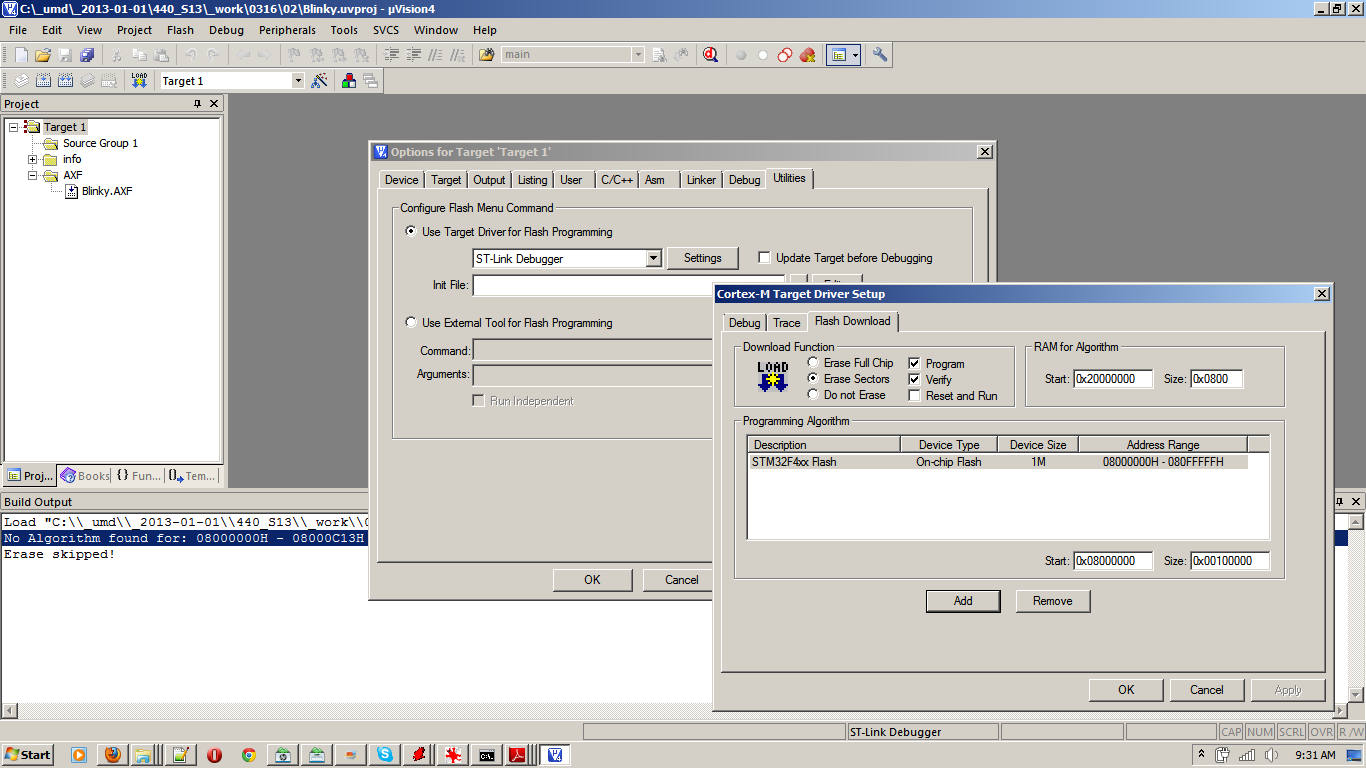 C:\_umd\_2013-01-01\440_S13\_work\0316\02\Blinky.uvproj - µVision4
File Edit View Project Flash Debug Peripherals Tools SVCS Window Help
main
LOAD Target 1
Project
Target 1
Source Group 1
info
AXF
Blinky.AXF
Proj... Books {} Fun... Tem...
Options for Target 'Target 1'
Device Target Output Listing User C/C++ Asm Linker Debug Utilities
Configure Flash Menu Command
Use Target Driver for Flash Programming
ST-Link Debugger Settings Update Target before Debugging
Init File:
Use External Tool for Flash Programming
Command:
Arguments:
Run Independent
OK Cancel
Cortex-M Target Driver Setup
Debug Trace Flash Download
Download Function
LOAD
Erase Full Chip Program
Erase Sectors Verify
Do not Erase Reset and Run
RAM for Algorithm
Start: 0x20000000 Size: 0x0800
Programming Algorithm
Description Device Type Device Size Address Range
STM32F4xx Flash On-chip Flash 1M 08000000H - 080FFFFFH
Start: 0x08000000 Size: 0x00100000
Add Remove
OK Cancel Apply
Build Output
Load "C:\\_umd\\_2013-01-01\\440_S13\\_work\\0
No Algorithm found for: 08000000H - 08000C13H
Erase skipped!
ST-Link Debugger
CAP NUM SCRL OVR R/W
Start
9:31 AM